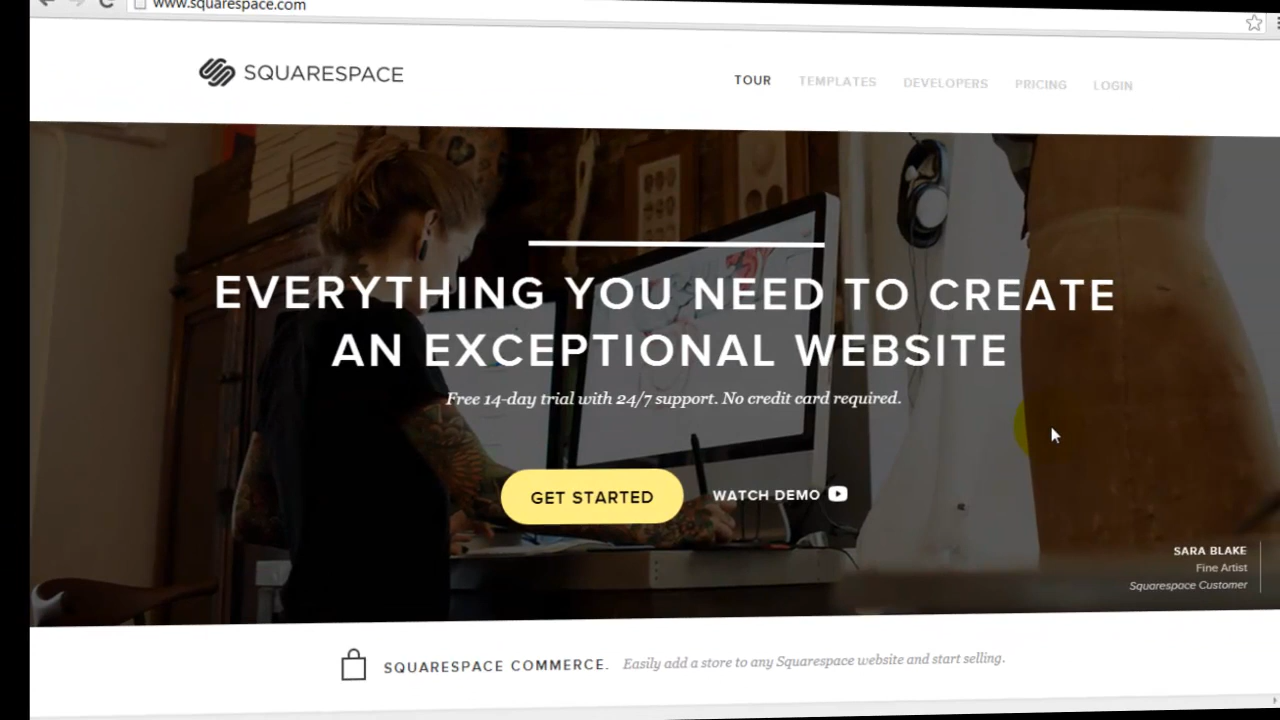 www.squarespace.com
SQUARESPACE
TOUR TEMPLATES DEVELOPERS PRICING LOGIN
EVERYTHING YOU NEED TO CREATE
AN EXCEPTIONAL WEBSITE
Free 14-day trial with 24/7 support. No credit card required.
GET STARTED WATCH DEMO
SARA BLAKE
Fine Artist
Squarespace Customer
SQUARESPACE COMMERCE. Easily add a store to any Squarespace website and start selling.